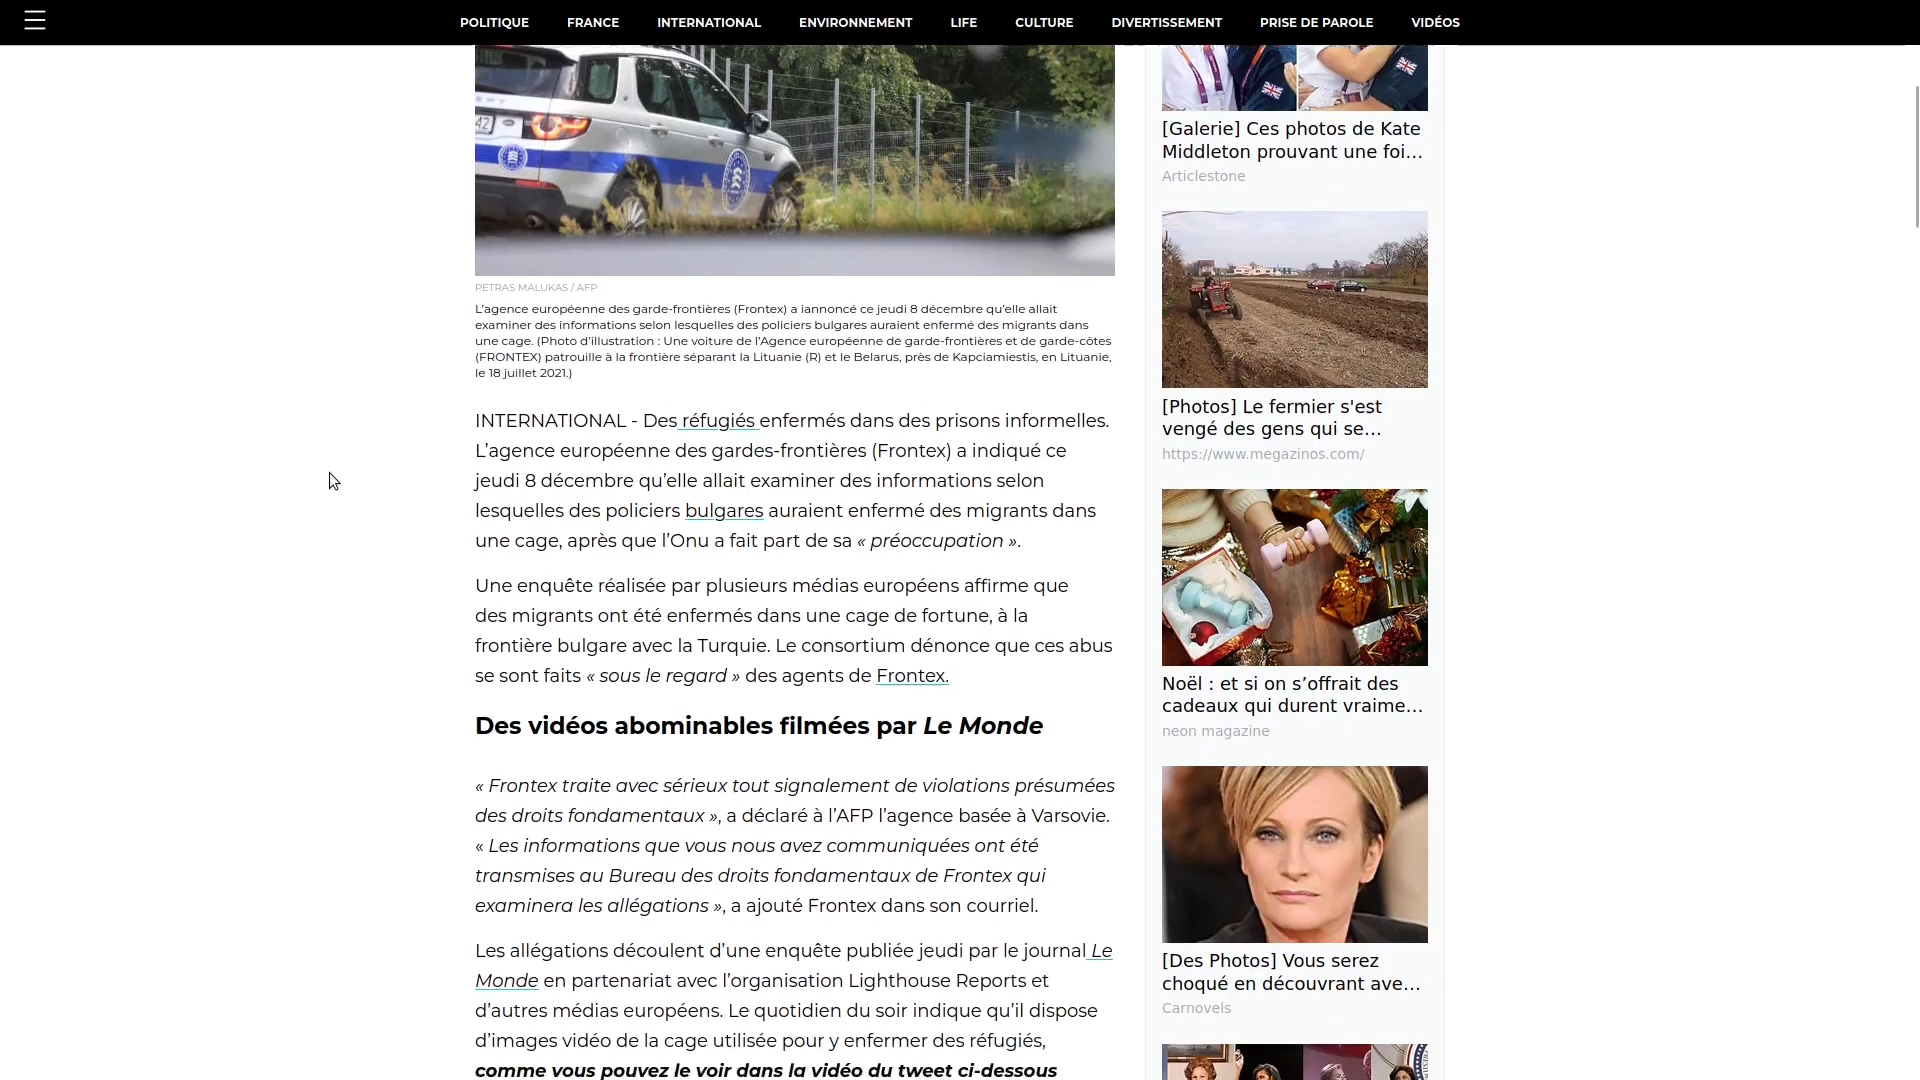 POLITIQUE FRANCE INTERNATIONAL ENVIRONNEMENT LIFE CULTURE DIVERTISSEMENT PRISE DE PAROLE VIDÉOS
42
PETRAS MALUKAS / AFP
L’agence européenne des garde-frontières (Frontex) a iannoncé ce jeudi 8 décembre qu’elle allait
examiner des informations selon lesquelles des policiers bulgares auraient enfermé des migrants dans
une cage. (Photo d’illustration : Une voiture de l’Agence européenne de garde-frontières et de garde-côtes
(FRONTEX) patrouille à la frontière séparant la Lituanie (R) et le Belarus, près de Kapciamiestis, en Lituanie,
le 18 juillet 2021.)
INTERNATIONAL - Des réfugiés enfermés dans des prisons informelles.
L’agence européenne des gardes-frontières (Frontex) a indiqué ce
jeudi 8 décembre qu’elle allait examiner des informations selon
lesquelles des policiers bulgares auraient enfermé des migrants dans
une cage, après que l’Onu a fait part de sa « préoccupation ».
Une enquête réalisée par plusieurs médias européens affirme que
des migrants ont été enfermés dans une cage de fortune, à la
frontière bulgare avec la Turquie. Le consortium dénonce que ces abus
se sont faits « sous le regard » des agents de Frontex.
Des vidéos abominables filmées par Le Monde
« Frontex traite avec sérieux tout signalement de violations présumées
des droits fondamentaux », a déclaré à l’AFP l’agence basée à Varsovie.
« Les informations que vous nous avez communiquées ont été
transmises au Bureau des droits fondamentaux de Frontex qui
examinera les allégations », a ajouté Frontex dans son courriel.
Les allégations découlent d’une enquête publiée jeudi par le journal Le
Monde en partenariat avec l’organisation Lighthouse Reports et
d’autres médias européens. Le quotidien du soir indique qu’il dispose
d’images vidéo de la cage utilisée pour y enfermer des réfugiés,
comme vous pouvez le voir dans la vidéo du tweet ci-dessous
[Galerie] Ces photos de Kate
Middleton prouvant une foi...
Articlestone
[Photos] Le fermier s'est
vengé des gens qui se...
https://www.megazinos.com/
Noël : et si on s’offrait des
cadeaux qui durent vraime...
neon magazine
[Des Photos] Vous serez
choqué en découvrant ave...
Carnovels